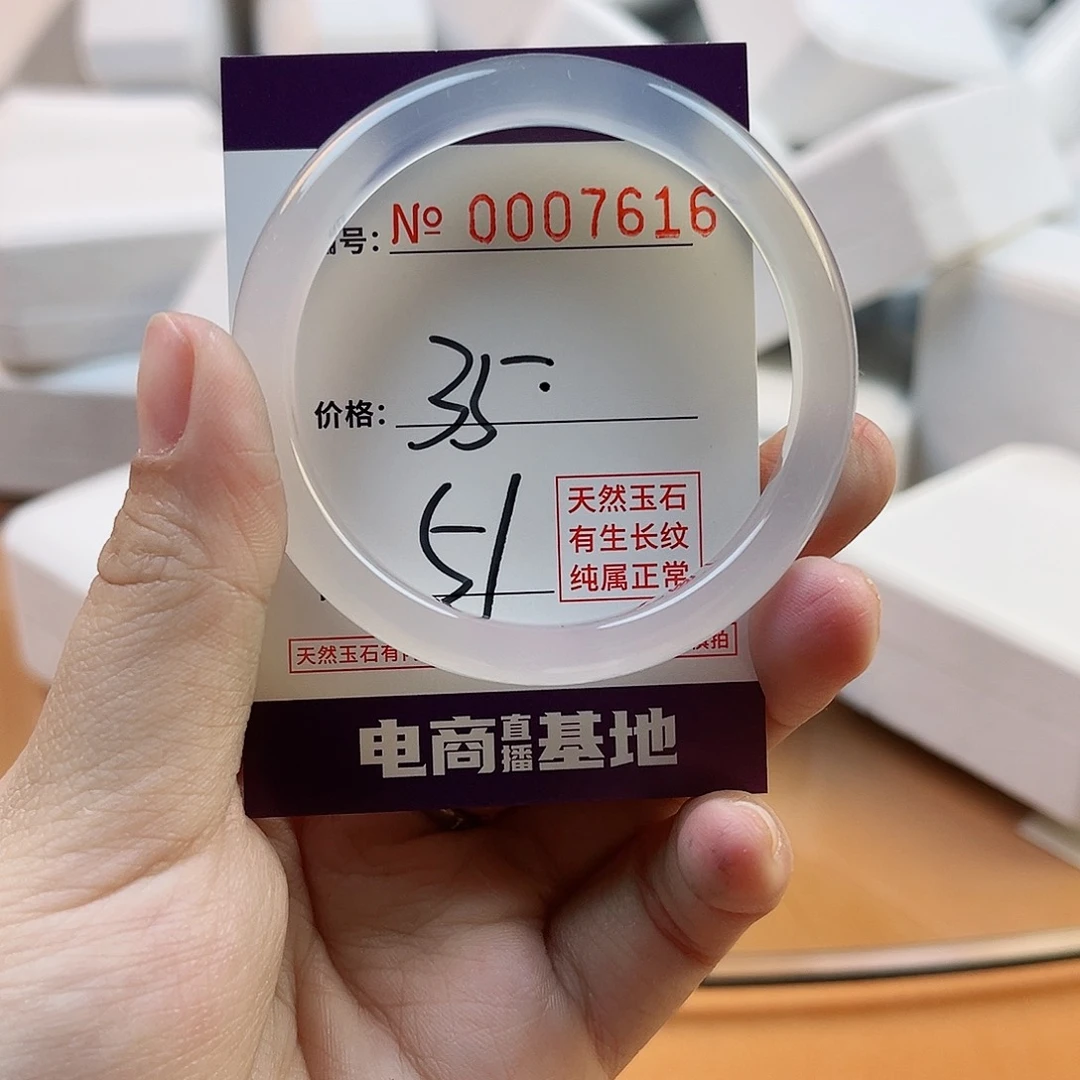 号: № 0007616
价格: 35-.
51
天然玉石
有生长纹
纯属正常
天然玉石有
拍
电商直播基地